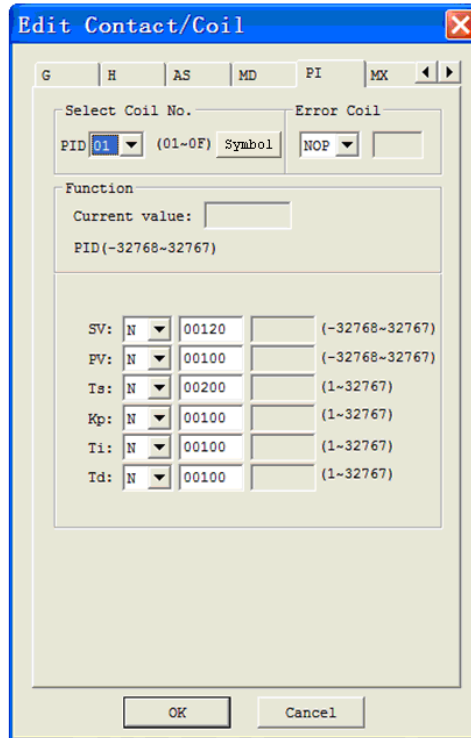 Edit Contact/Coil
G H AS MD PI MX
Select Coil No. Error Coil
PID 01 (01~0F) Symbol NOP
Function
Current value:
PID(-32768~32767)
SV: N 00120 (-32768~32767)
PV: N 00100 (-32768~32767)
Ts: N 00200 (1~32767)
Kp: N 00100 (1~32767)
Ti: N 00100 (1~32767)
Td: N 00100 (1~32767)
OK Cancel